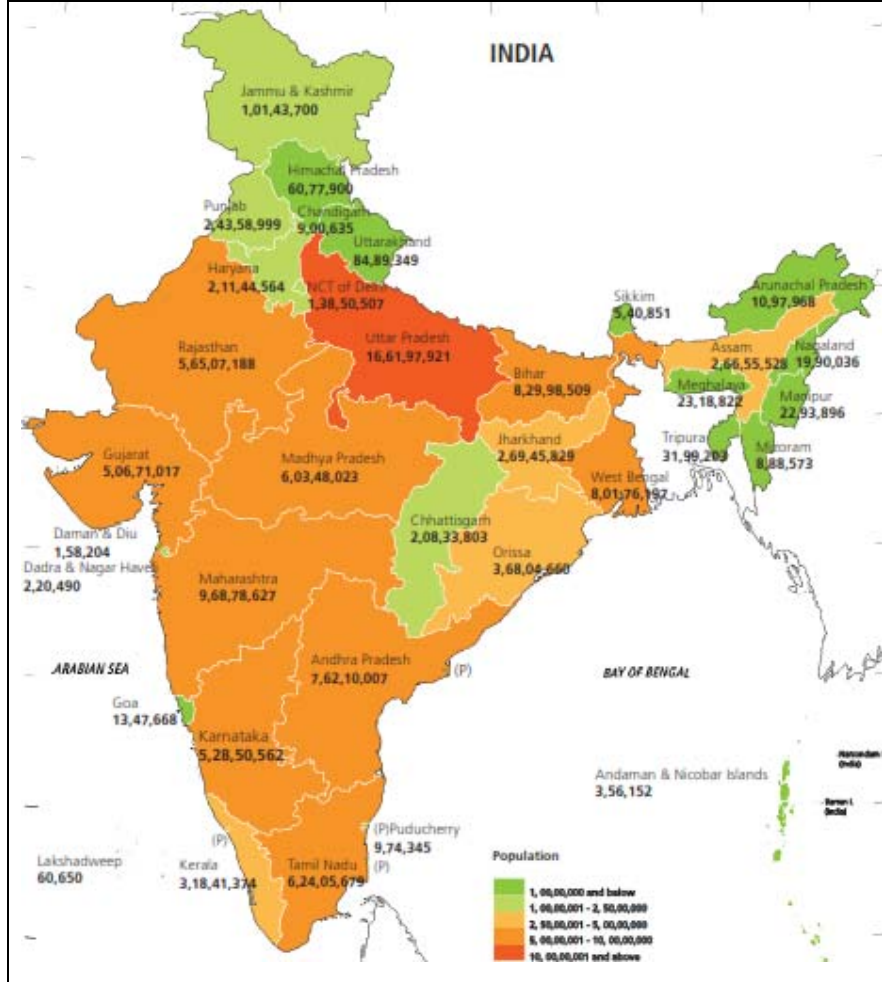 INDIA
Jammu & Kashmir
1,01,43,700
Himachal Pradesh
60,77,900
Punjab
2,43,58,999
Chandigarh
9,00,635
Uttarakhand
84,89,349
Haryana
2,11,44,564
NCT of Delhi
1,38,50,507
Rajasthan
5,65,07,188
Uttar Pradesh
16,61,97,921
Bihar
8,29,98,509
Sikkim
5,40,851
Arunachal Pradesh
10,97,968
Assam
2,66,55,528
Nagaland
19,90,036
Meghalaya
23,18,822
Manipur
22,93,896
Tripura
31,99,203
Mizoram
8,88,573
Gujarat
5,06,71,017
Madhya Pradesh
6,03,48,023
Jharkhand
2,69,45,829
West Bengal
8,01,76,197
Chhattisgarh
2,08,33,803
Orissa
3,68,04,660
Daman & Diu
1,58,204
Dadra & Nagar Haveli
2,20,490
Maharashtra
9,68,78,627
Andhra Pradesh
7,62,10,007
(P)
ARABIAN SEA
BAY OF BENGAL
Goa
13,47,668
Karnataka
5,28,50,562
Andaman & Nicobar Islands
3,56,152
Narcondam I.
(India)
Barren I.
(India)
(P)
(P)Puducherry
9,74,345
(P)
Lakshadweep
60,650
Kerala
3,18,41,374
Tamil Nadu
6,24,05,679
Population
1, 00,00,000 and below
1, 00,00,001 - 2, 50,00,000
2, 50,00,001 - 5, 00,00,000
5, 00,00,001 - 10, 00,00,000
10, 00,00,001 and above